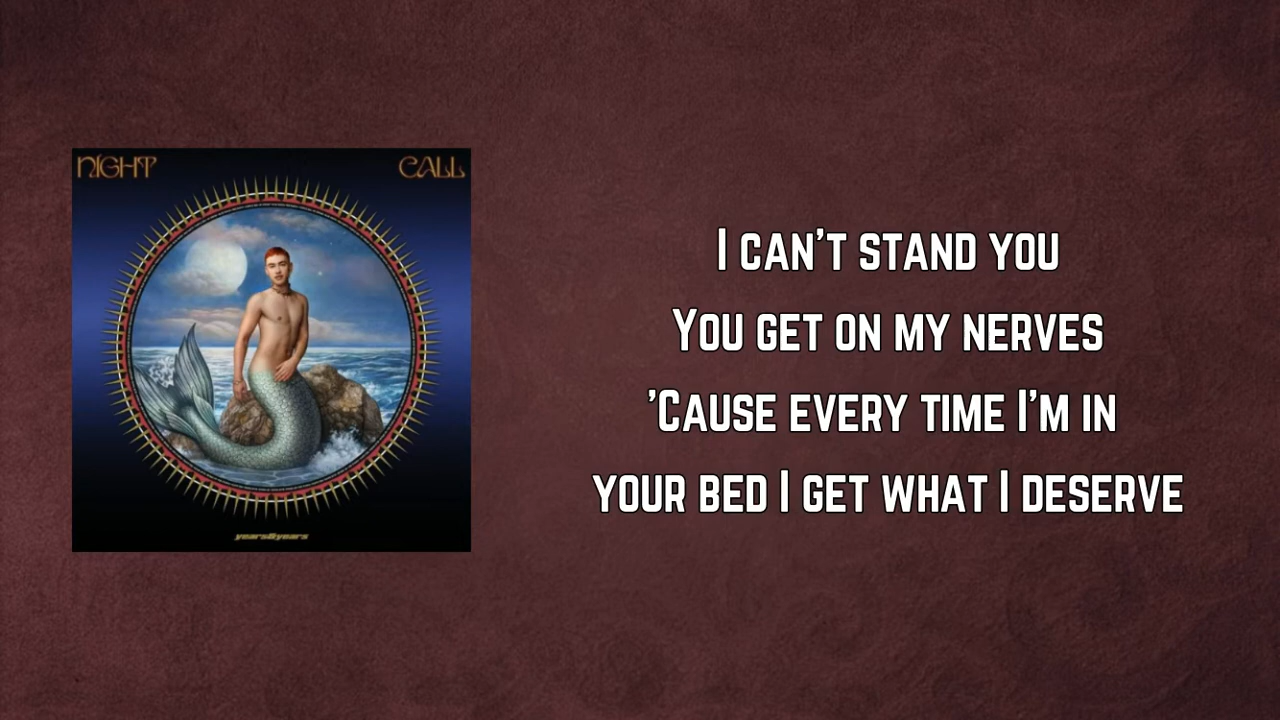 NIGHT CALL
years&years
I CAN'T STAND YOU
YOU GET ON MY NERVES
'CAUSE EVERY TIME I'M IN
YOUR BED I GET WHAT I DESERVE